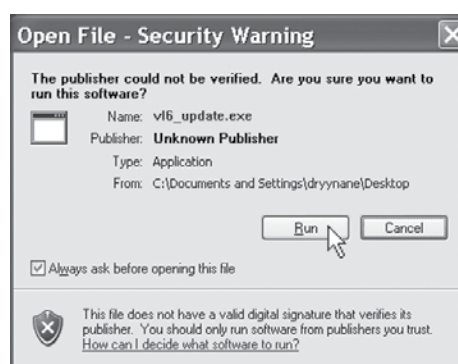 Open File - Security Warning
The publisher could not be verified. Are you sure you want to
run this software?
Name: vl6_update.exe
Publisher: Unknown Publisher
Type: Application
From: C:\Documents and Settings\dryynane\Desktop
Run
Cancel
Always ask before opening this file
This file does not have a valid digital signature that verifies its
publisher. You should only run software from publishers you trust.
How can I decide what software to run?